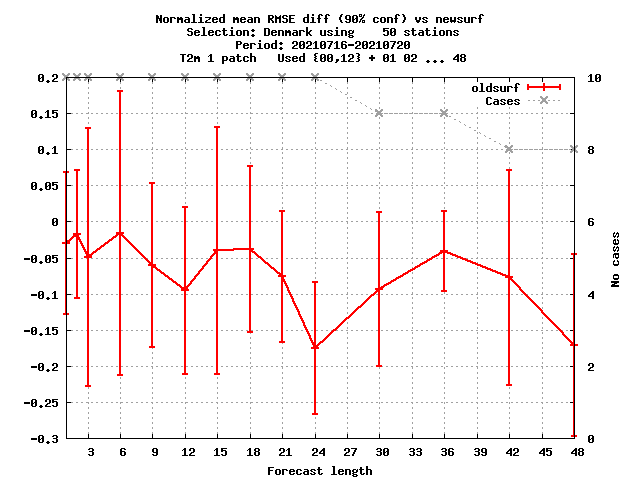 Normalized mean RMSE diff (90% conf) vs newsurf
Selection: Denmark using    50 stations
Period: 20210716-20210720
T2m 1 patch   Used {00,12} + 01 02 ... 48
oldsurf
Cases
0.2
0.15
0.1
0.05
0
-0.05
-0.1
-0.15
-0.2
-0.25
-0.3
10
8
6
4
2
0
No cases
3 6 9 12 15 18 21 24 27 30 33 36 39 42 45 48
Forecast length